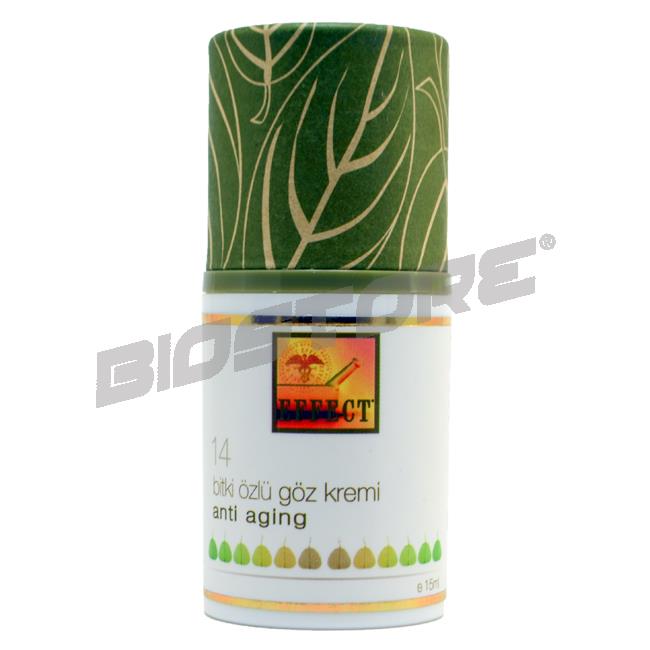 BIOSTORE®
EFFECT
14
bitki özlü göz kremi
anti aging
e 15ml